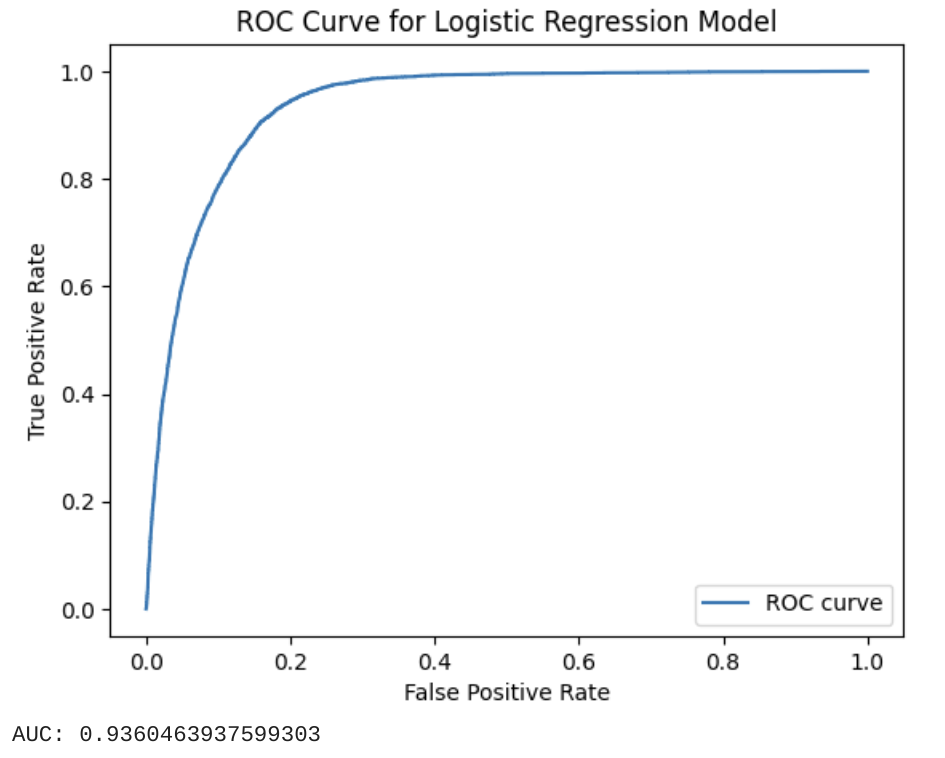 ROC Curve for Logistic Regression Model
1.0
0.8
0.6
0.4
0.2
0.0
True Positive Rate
ROC curve
0.0 0.2 0.4 0.6 0.8 1.0
False Positive Rate
AUC: 0.9360463937599303